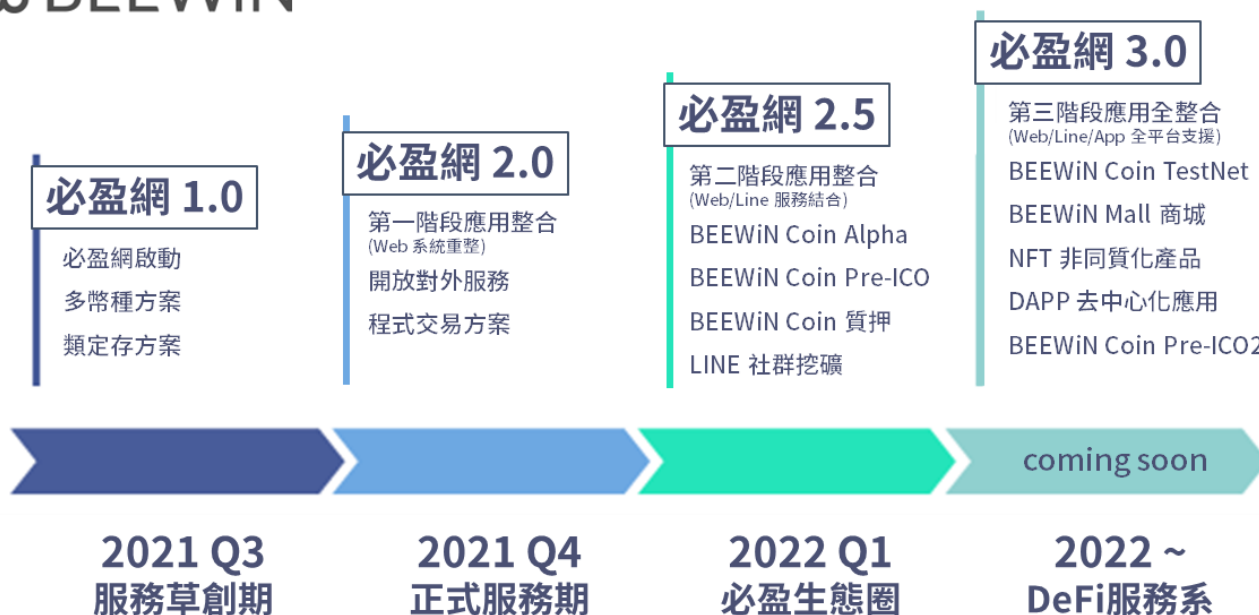 BEEWiN
必盈網 1.0
必盈網啟動
多幣種方案
類定存方案
必盈網 2.0
第一階段應用整合
(Web 系統重整)
開放對外服務
程式交易方案
必盈網 2.5
第二階段應用整合
(Web/Line 服務結合)
BEEWiN Coin Alpha
BEEWiN Coin Pre-ICO
BEEWiN Coin 質押
LINE 社群挖礦
必盈網 3.0
第三階段應用全整合
(Web/Line/App 全平台支援)
BEEWiN Coin TestNet
BEEWiN Mall 商城
NFT 非同質化產品
DAPP 去中心化應用
BEEWiN Coin Pre-ICO2
coming soon
2021 Q3
服務草創期
2021 Q4
正式服務期
2022 Q1
必盈生態圈
2022 ~
DeFi服務系